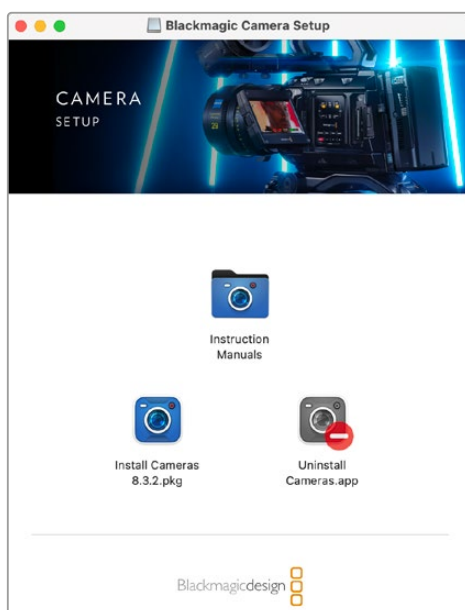 Blackmagic Camera Setup
CAMERA
SETUP
Instruction
Manuals
Install Cameras
8.3.2.pkg
Uninstall
Cameras.app
Blackmagicdesign